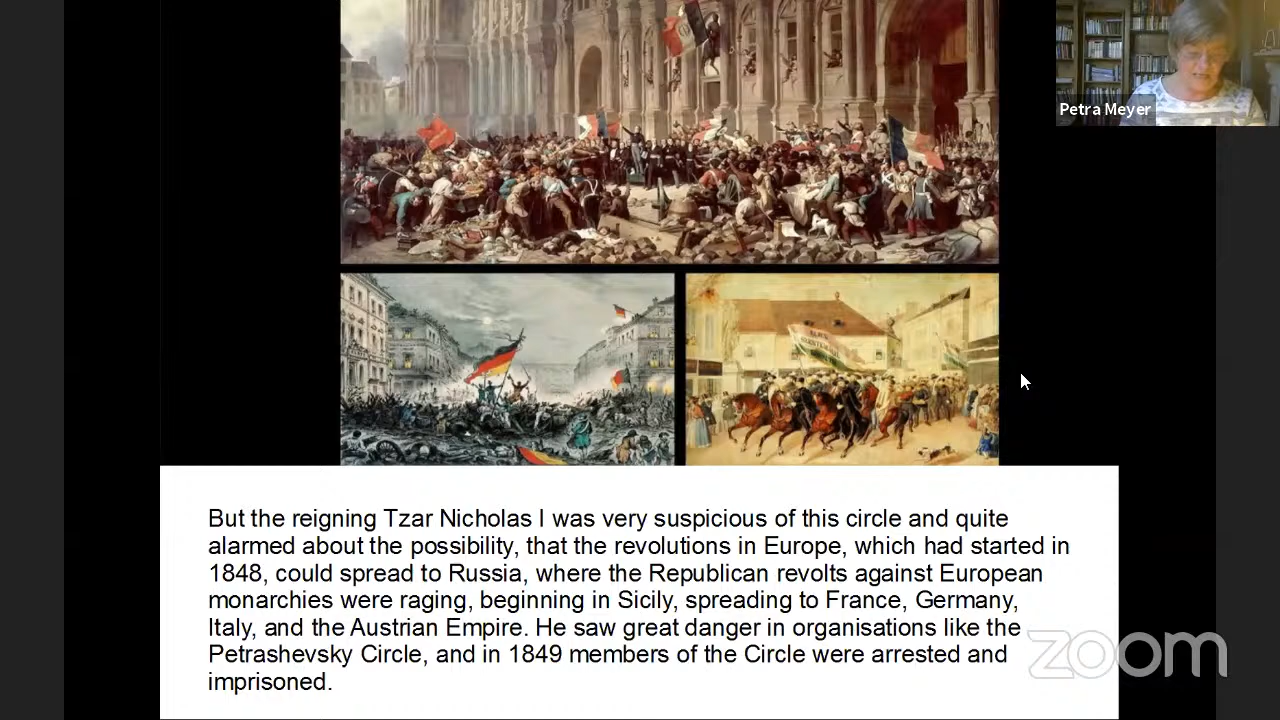 Petra Meyer
But the reigning Tzar Nicholas I was very suspicious of this circle and quite
alarmed about the possibility, that the revolutions in Europe, which had started in
1848, could spread to Russia, where the Republican revolts against European
monarchies were raging, beginning in Sicily, spreading to France, Germany,
Italy, and the Austrian Empire. He saw great danger in organisations like the
Petrashevsky Circle, and in 1849 members of the Circle were arrested and
imprisoned.
zoom